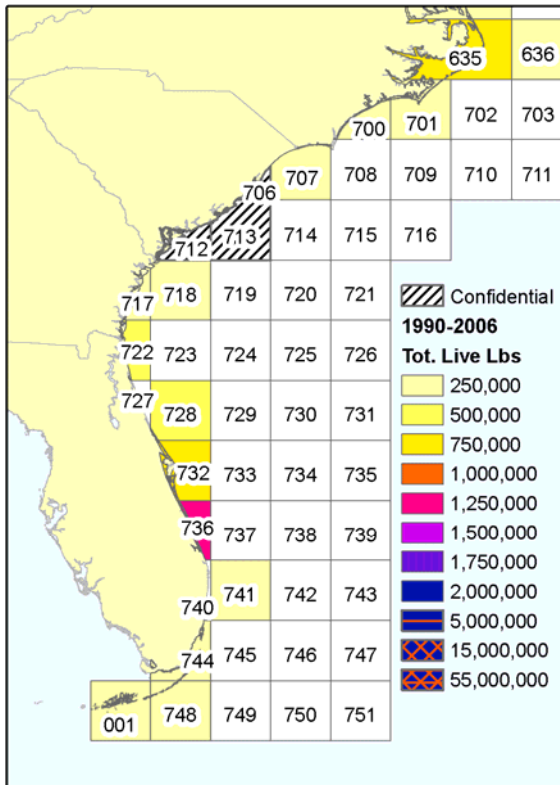 635 636
700 701 702 703
706 707 708 709 710 711
712 713 714 715 716
717 718 719 720 721
722 723 724 725 726
727 728 729 730 731
732 733 734 735
736 737 738 739
740 741 742 743
744 745 746 747
001 748 749 750 751
Confidential
1990-2006
Tot. Live Lbs
250,000
500,000
750,000
1,000,000
1,250,000
1,500,000
1,750,000
2,000,000
5,000,000
15,000,000
55,000,000